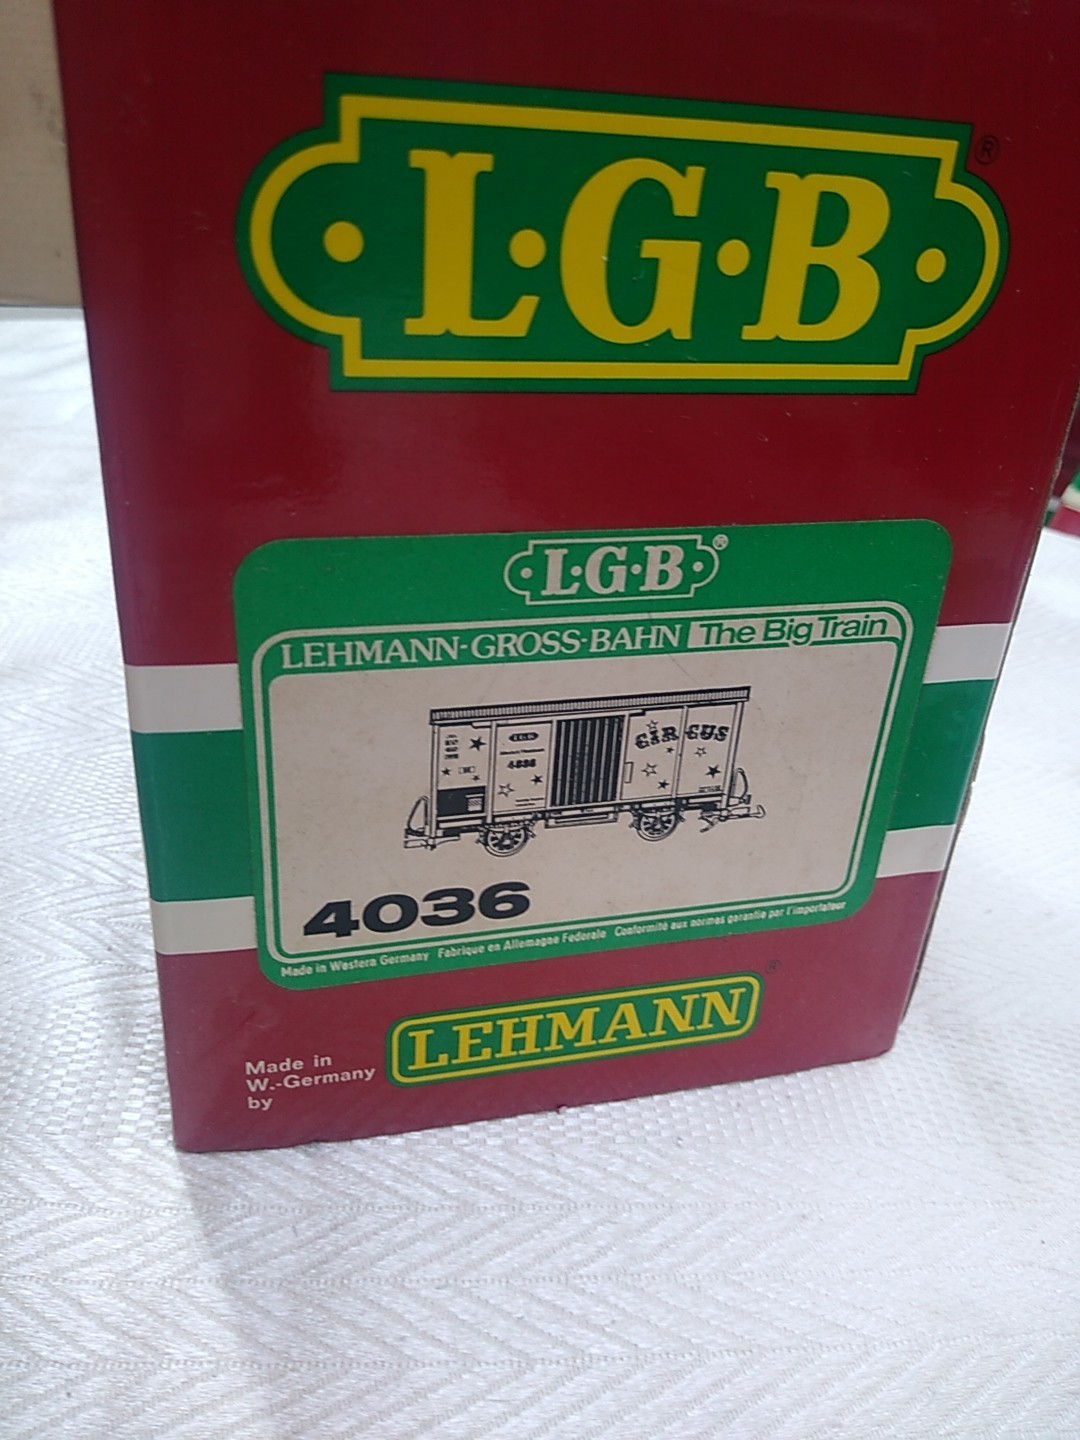 L·G·B
®
L·G·B ®
LEHMANN-GROSS-BAHN The Big Train
CIRCUS
4036
4036
Made in Western Germany Fabrique en Allemagne Federale Conformité aux normes garantie par l'importateur
LEHMANN
®
Made in
W.-Germany
by